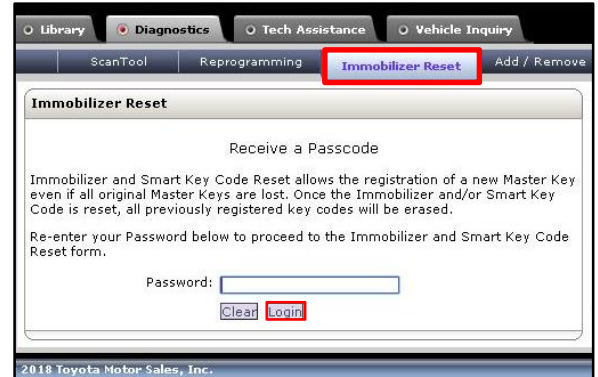 Library Diagnostics Tech Assistance Vehicle Inquiry
ScanTool Reprogramming Immobilizer Reset Add / Remove
Immobilizer Reset
Receive a Passcode
Immobilizer and Smart Key Code Reset allows the registration of a new Master Key
even if all original Master Keys are lost. Once the Immobilizer and/or Smart Key
Code is reset, all previously registered key codes will be erased.
Re-enter your Password below to proceed to the Immobilizer and Smart Key Code
Reset form.
Password:
Clear Login
2018 Toyota Motor Sales, Inc.